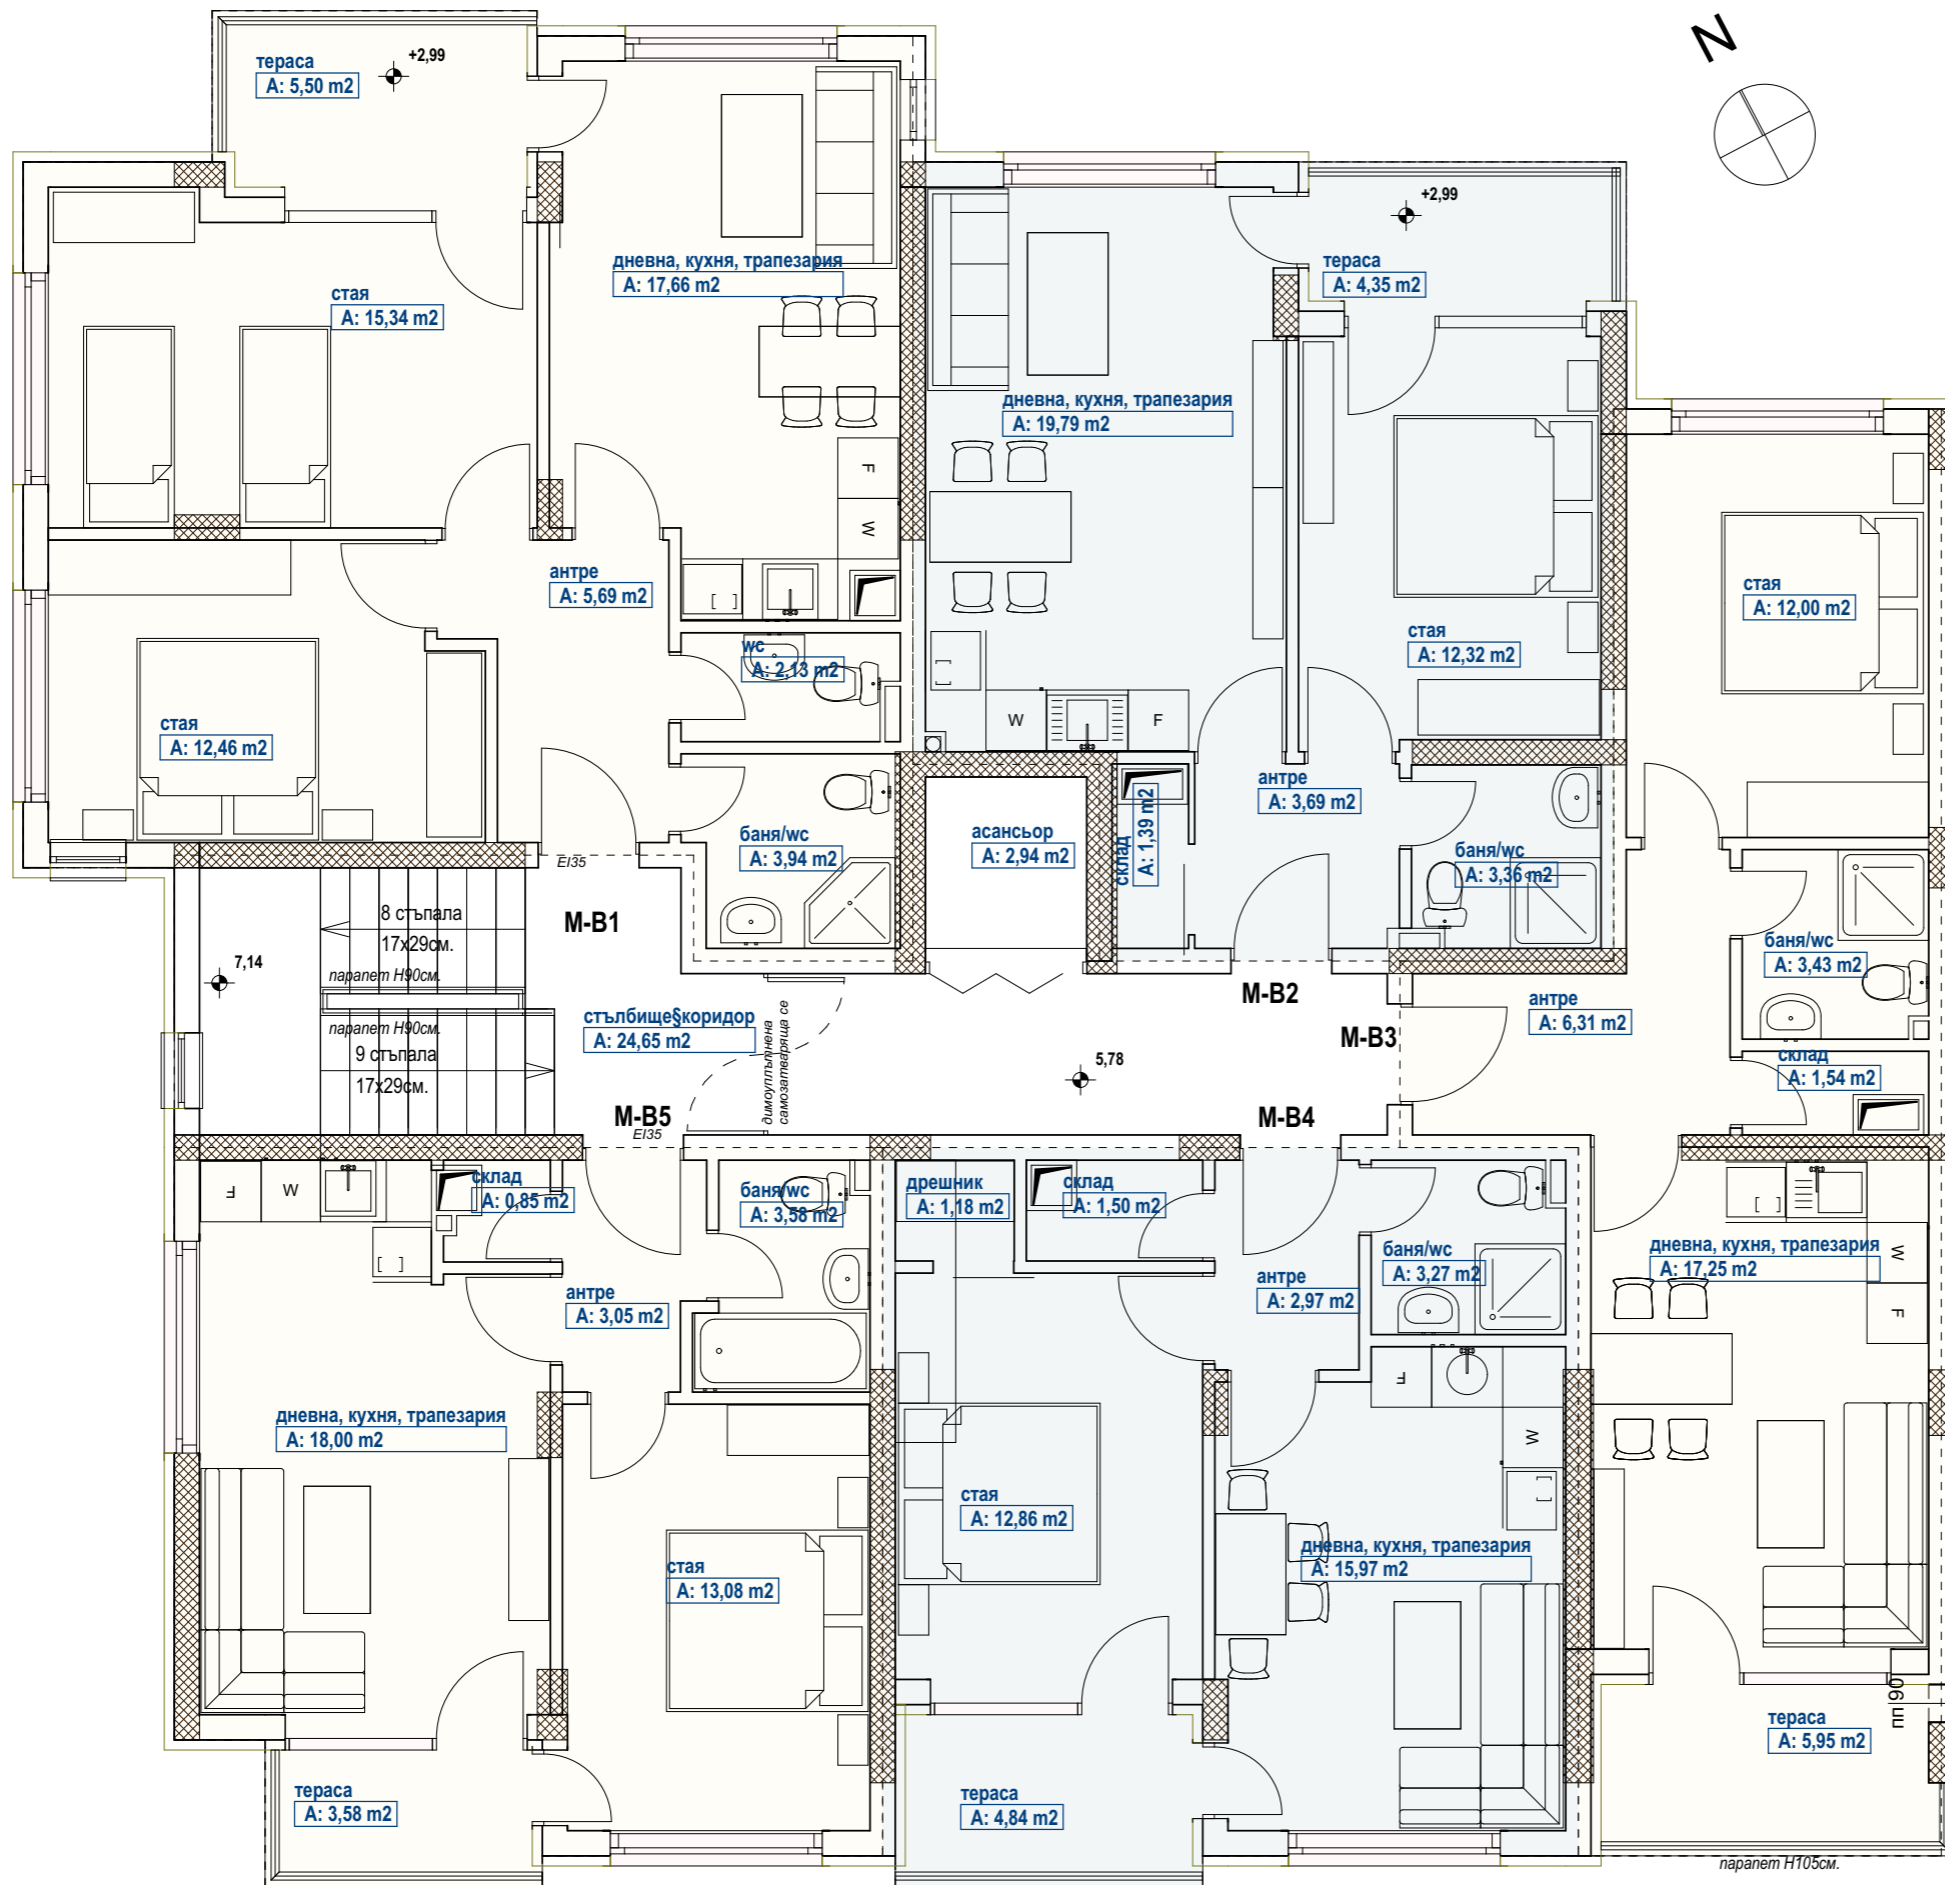 N
тераса
A: 5,50 m2
+2,99
дневна, кухня, трапезария
A: 17,66 m2
стая
A: 15,34 m2
+2,99
тераса
A: 4,35 m2
дневна, кухня, трапезария
A: 19,79 m2
F
W
антре
A: 5,69 m2
стая
A: 12,00 m2
wc
A: 2,13 m2
стая
A: 12,32 m2
стая
A: 12,46 m2
W
F
антре
A: 3,69 m2
баня/wc
A: 3,94 m2
асансьор
A: 2,94 m2
склад
A: 1,39 m2
баня/wc
A: 3,36 m2
EI35
M-B1
8 стъпала
17x29см.
парапет H90см.
7,14
баня/wc
A: 3,43 m2
M-B2
антре
A: 6,31 m2
стълбище§коридор
A: 24,65 m2
парапет H90см.
9 стъпала
17x29см.
димоуплътнена
самозатваряща се
M-B3
5,78
склад
A: 1,54 m2
M-B5
EI35
M-B4
F
W
склад
A: 0,85 m2
баня/wc
A: 3,58 m2
дрешник
A: 1,18 m2
склад
A: 1,50 m2
баня/wc
A: 3,27 m2
дневна, кухня, трапезария
A: 17,25 m2
W
F
антре
A: 3,05 m2
антре
A: 2,97 m2
F
W
дневна, кухня, трапезария
A: 18,00 m2
стая
A: 12,86 m2
дневна, кухня, трапезария
A: 15,97 m2
стая
A: 13,08 m2
пп90
тераса
A: 5,95 m2
тераса
A: 3,58 m2
тераса
A: 4,84 m2
парапет H105см.